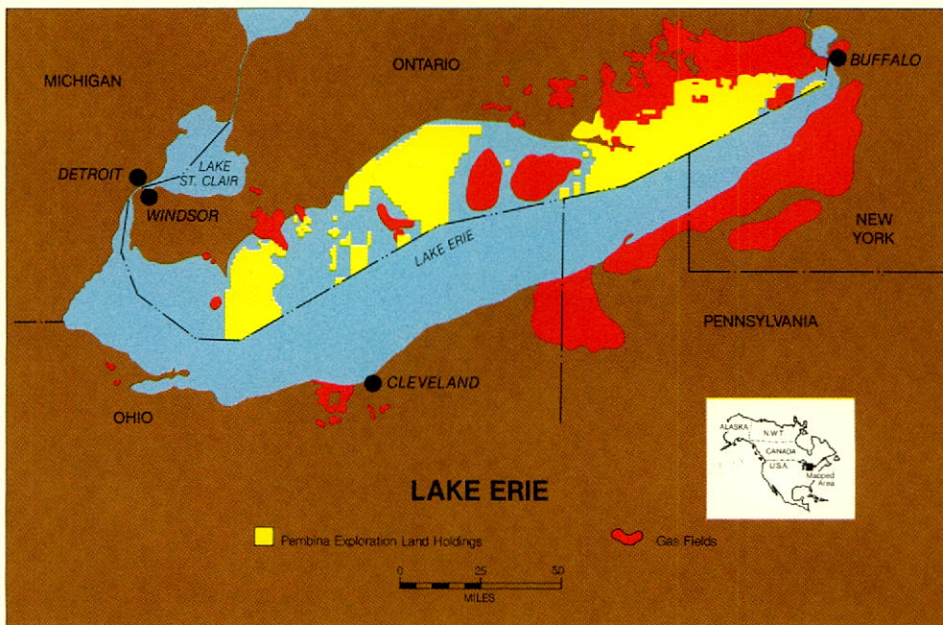 MICHIGAN
ONTARIO
BUFFALO
DETROIT
LAKE
ST. CLAIR
WINDSOR
NEW
YORK
LAKE ERIE
PENNSYLVANIA
CLEVELAND
OHIO
ALASKA
N.W.T.
CANADA
U.S.A.
Mapped
Area
LAKE ERIE
Pembina Exploration Land Holdings
Gas Fields
0 25 50
MILES